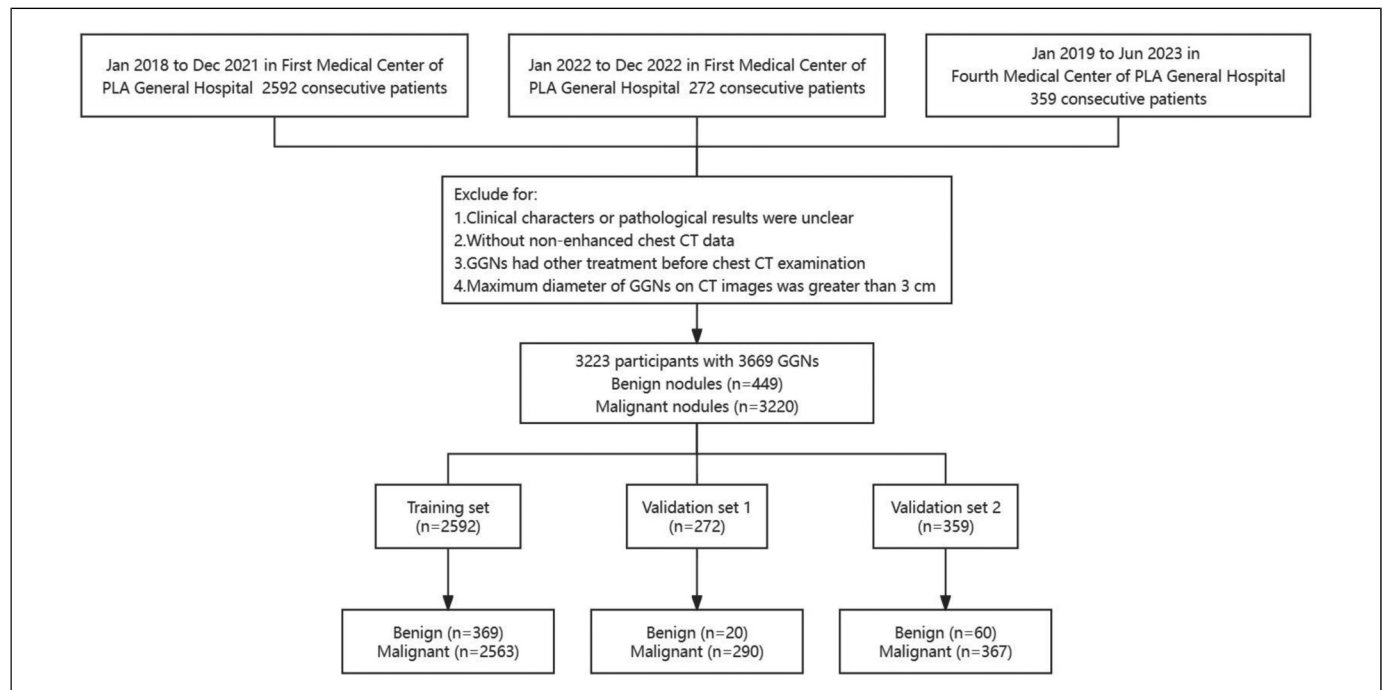 Jan 2018 to Dec 2021 in First Medical Center of
PLA General Hospital 2592 consecutive patients
Jan 2022 to Dec 2022 in First Medical Center of
PLA General Hospital 272 consecutive patients
Jan 2019 to Jun 2023 in
Fourth Medical Center of PLA General Hospital
359 consecutive patients
Exclude for:
1.Clinical characters or pathological results were unclear
2.Without non-enhanced chest CT data
3.GGNs had other treatment before chest CT examination
4.Maximum diameter of GGNs on CT images was greater than 3 cm
3223 participants with 3669 GGNs
Benign nodules (n=449)
Malignant nodules (n=3220)
Training set
(n=2592)
Validation set 1
(n=272)
Validation set 2
(n=359)
Benign (n=369)
Malignant (n=2563)
Benign (n=20)
Malignant (n=290)
Benign (n=60)
Malignant (n=367)